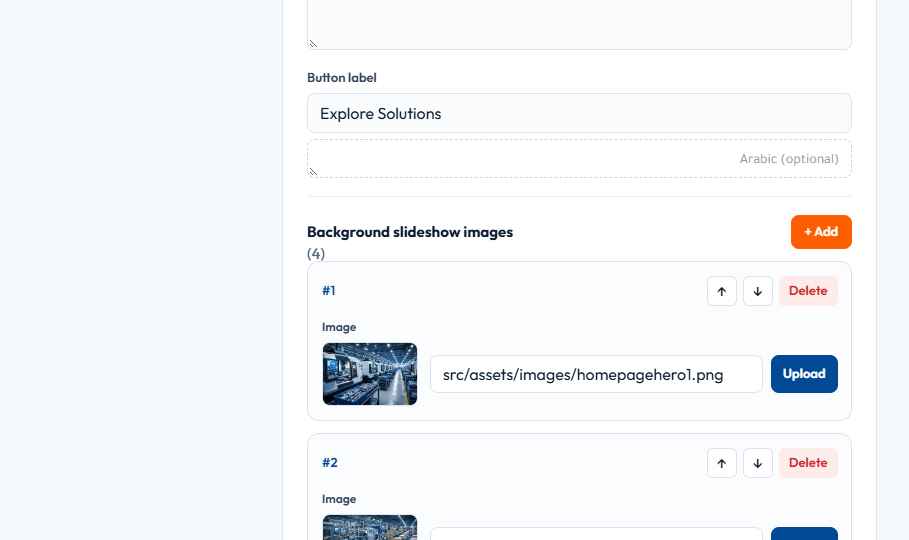 Button label
Explore Solutions
Arabic (optional)
Background slideshow images
(4)
+ Add
#1
↑
↓
Delete
Image
src/assets/images/homepagehero1.png
Upload
#2
↑
↓
Delete
Image